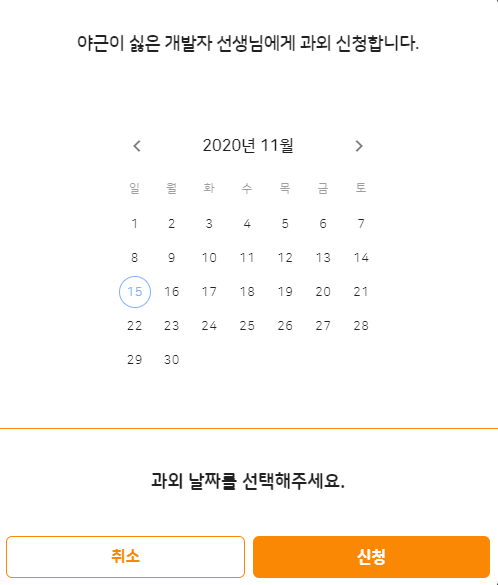 야근이 싫은 개발자 선생님에게 과외 신청합니다.
2020년 11월
일 월 화 수 목 금 토
1 2 3 4 5 6 7
8 9 10 11 12 13 14
15 16 17 18 19 20 21
22 23 24 25 26 27 28
29 30
과외 날짜를 선택해주세요.
취소 신청